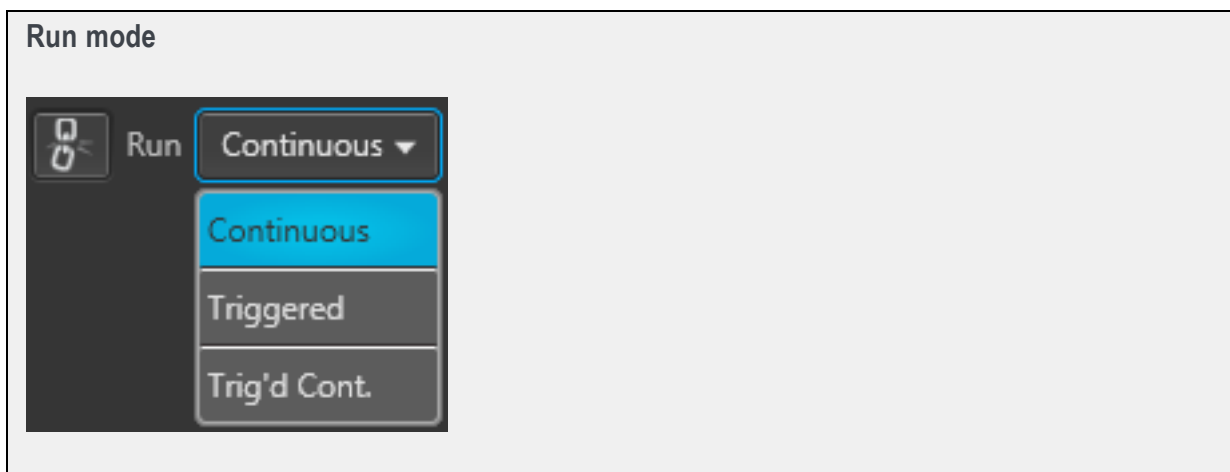 Run mode
Run Continuous
Continuous
Triggered
Trig'd Cont.